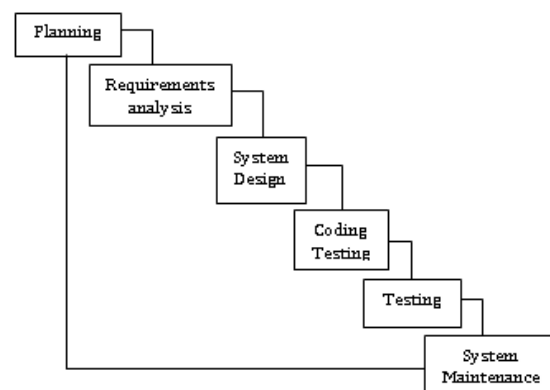 Planning
Requirements
analysis
System
Design
Coding
Testing
Testing
System
Maintenance